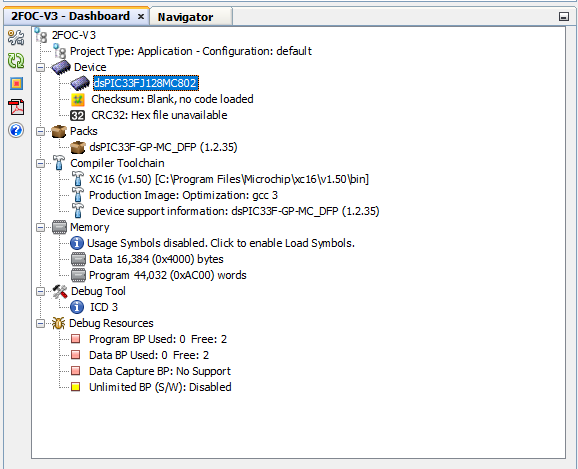 2FOC-V3 - Dashboard × Navigator
2FOC-V3
Project Type: Application - Configuration: default
Device
dsPIC33FJ128MC802
Checksum: Blank, no code loaded
32 CRC32: Hex file unavailable
Packs
dsPIC33F-GP-MC_DFP (1.2.35)
Compiler Toolchain
XC16 (v1.50) [C:\Program Files\Microchip\xc16\v1.50\bin]
Production Image: Optimization: gcc 3
Device support information: dsPIC33F-GP-MC_DFP (1.2.35)
Memory
Usage Symbols disabled. Click to enable Load Symbols.
Data 16,384 (0x4000) bytes
Program 44,032 (0xAC00) words
Debug Tool
ICD 3
Debug Resources
Program BP Used: 0 Free: 2
Data BP Used: 0 Free: 2
Data Capture BP: No Support
Unlimited BP (S/W): Disabled